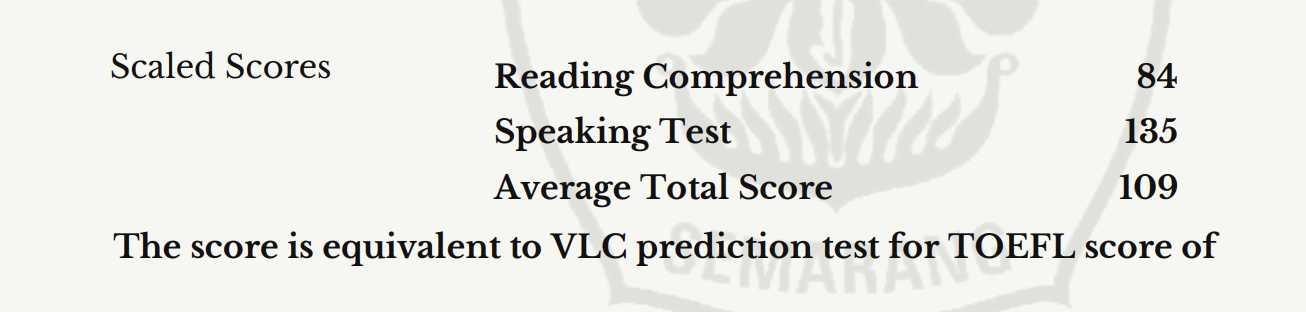 Scaled Scores
Reading Comprehension 84
Speaking Test 135
Average Total Score 109
The score is equivalent to VLC prediction test for TOEFL score of
SEMARANG